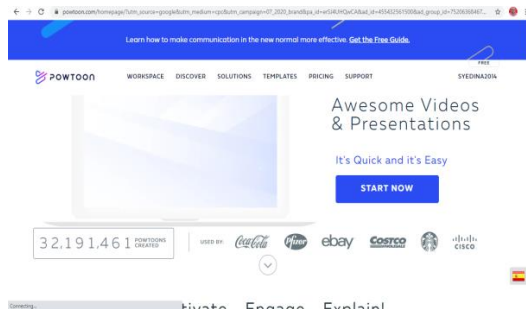 powtoon.com/homepage/?utm_source=google&utm_medium=cpc&utm_campaign=07_2020_brand
Learn how to make communication in the new normal more effective. Get the Free Guide.
FREE
POWTOON WORKSPACE DISCOVER SOLUTIONS TEMPLATES PRICING SUPPORT SYEDINA2014
Awesome Videos
& Presentations
It's Quick and it's Easy
START NOW
32,191,461 POWTOONS CREATED USED BY: Coca-Cola Pfizer ebay COSTCO WHOLESALE CISCO
Connecting...
Engage Explain!